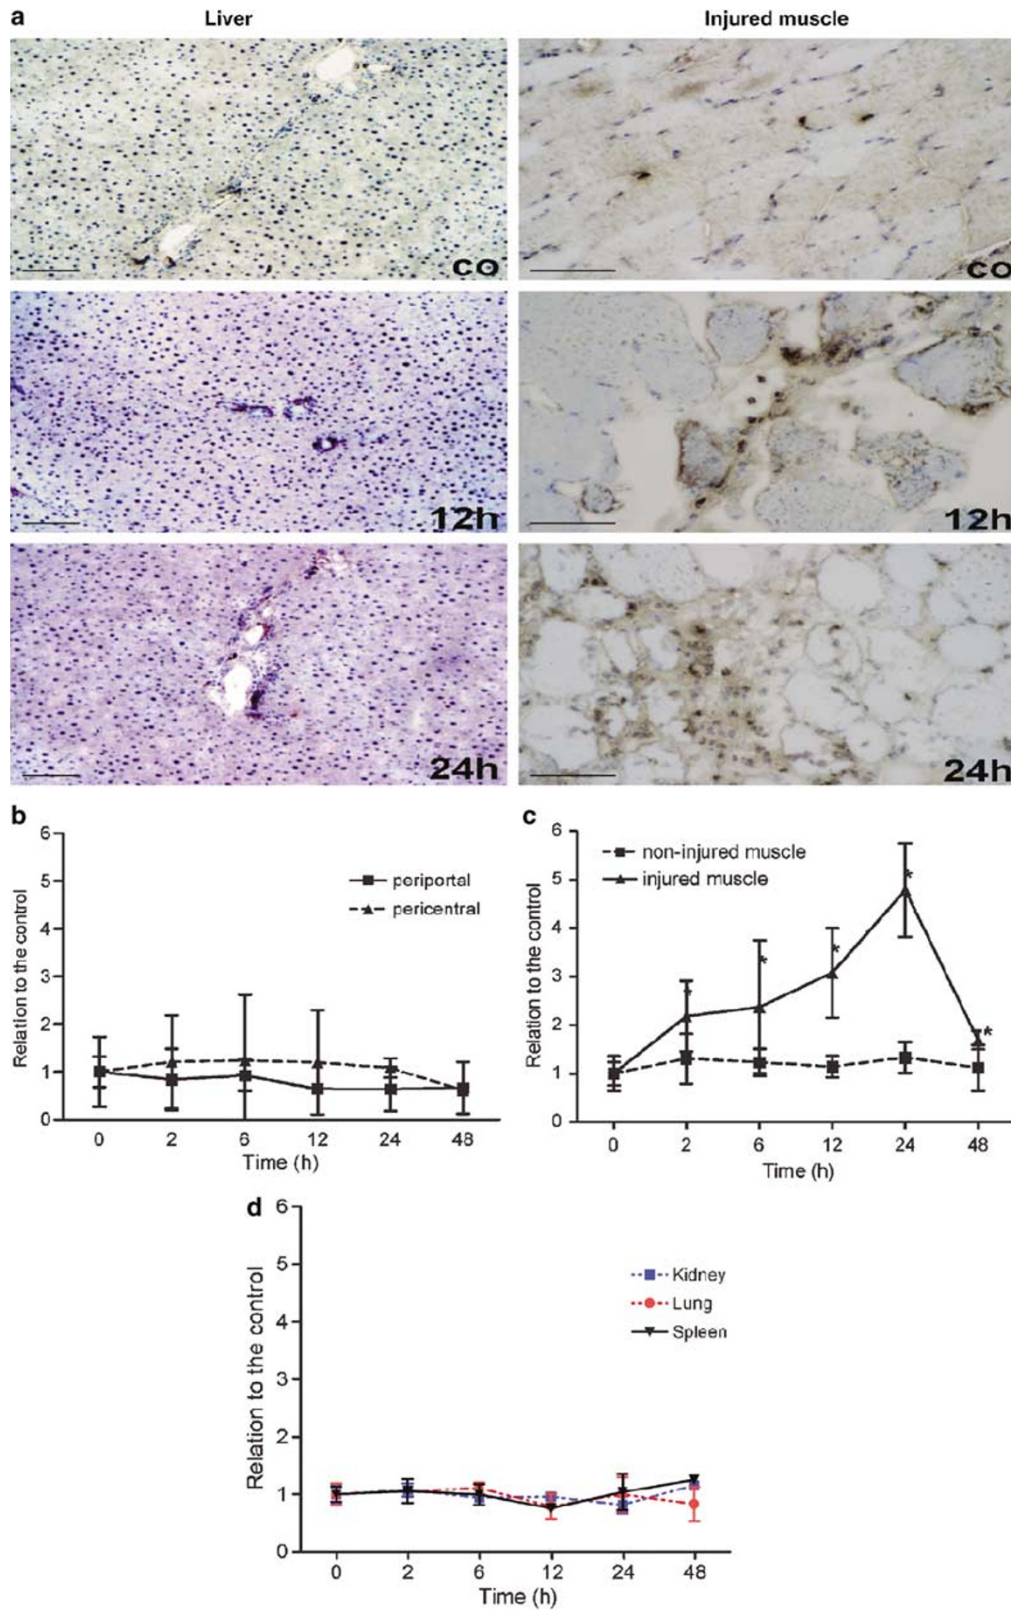 a Liver Injured muscle
co co
12h 12h
24h 24h
b
6
5
4
3
2
1
0
Relation to the control
periportal
pericentral
0 2 6 12 24 48
Time (h)
c
6
5
4
3
2
1
0
Relation to the control
non-injured muscle
injured muscle
*
*
*
*
*
0 2 6 12 24 48
Time (h)
d
6
5
4
3
2
1
0
Relation to the control
Kidney
Lung
Spleen
0 2 6 12 24 48
Time (h)